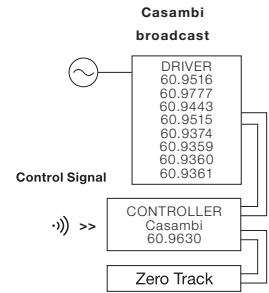 Casambi
broadcast
DRIVER
60.9516
60.9777
60.9443
60.9515
60.9374
60.9359
60.9360
60.9361
Control Signal
>>
CONTROLLER
Casambi
60.9630
Zero Track